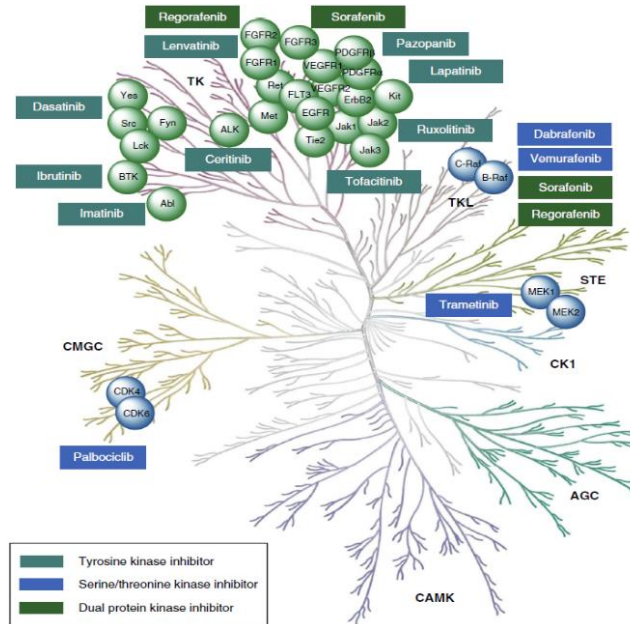 Regorafenib
Sorafenib
FGFR2
FGFR3
PDGFRβ
Lenvatinib
Pazopanib
FGFR1
VEGFR1
PDGFRα
TK
Lapatinib
Ret
VEGFR2
FLT3
ErbB2
Kit
Dasatinib
Yes
Met
EGFR
Src
Fyn
ALK
Jak1
Jak2
Ruxolitinib
Dabrafenib
Lck
Tie2
Jak3
Vomurafenib
Ceritinib
C-Raf
B-Raf
Ibrutinib
BTK
Tofacitinib
Sorafenib
Imatinib
Abl
TKL
Regorafenib
STE
MEK1
Trametinib
MEK2
CMGC
CK1
CDK4
CDK6
Palbociclib
AGC
Tyrosine kinase inhibitor
Serine/threonine kinase inhibitor
CAMK
Dual protein kinase inhibitor